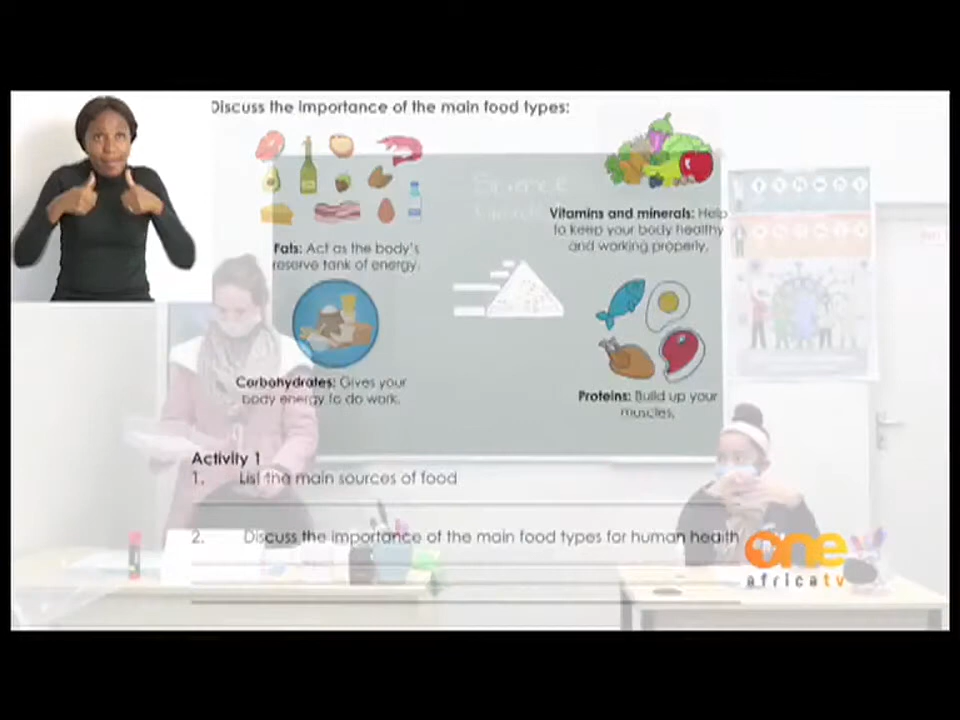 Discuss the importance of the main food types:
Vitamins and minerals: Help
to keep your body healthy
and working properly.
Fats: Act as the body's
reserve tank of energy.
Carbohydrates: Gives your
body energy to do work.
Proteins: Build up your
muscles.
Activity 1
1. List the main sources of food
2. Discuss the importance of the main food types for human health
one
africa tv